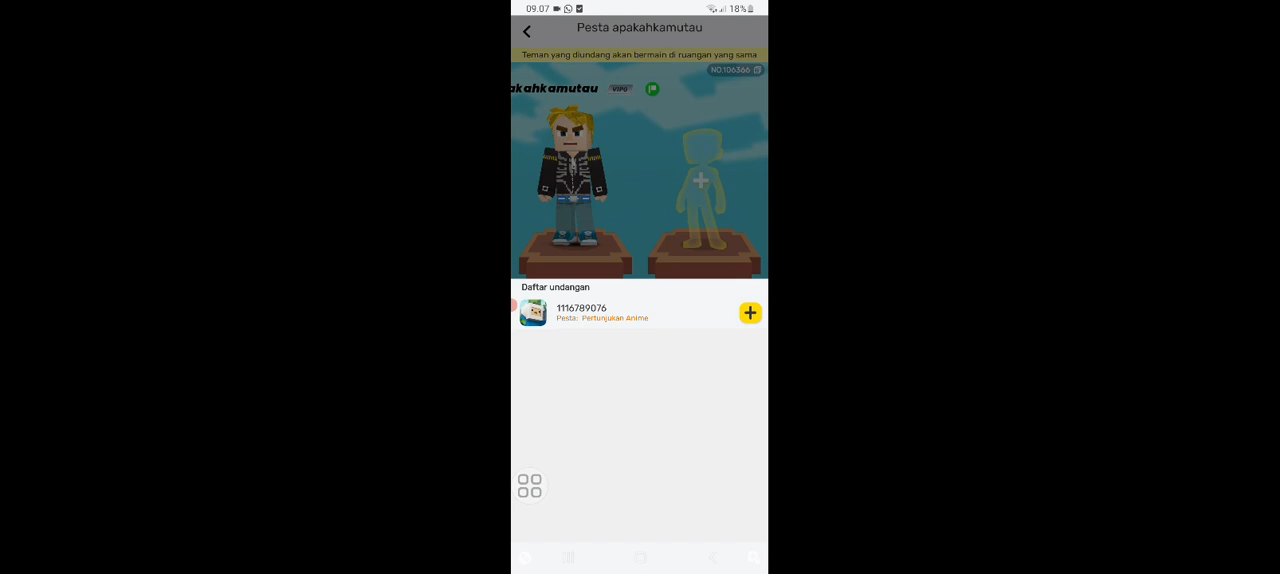 09.07
18%
Pesta apakahkamutau
Teman yang diundang akan bermain di ruangan yang sama
NO.106366
akahkamutau VIP0
Daftar undangan
1116789076
Pesta: Pertunjukan Anime